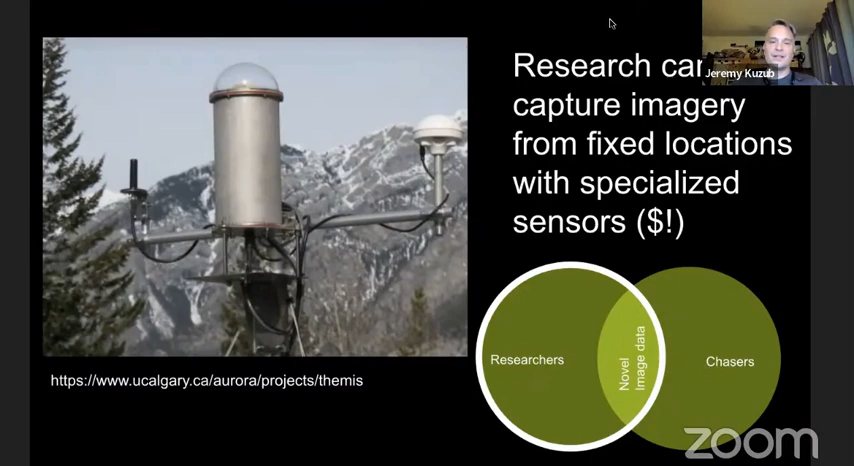 Research can
capture imagery
from fixed locations
with specialized
sensors ($!)
Jeremy Kuzub
Researchers
Novel
Image data
Chasers
https://www.ucalgary.ca/aurora/projects/themis
zoom